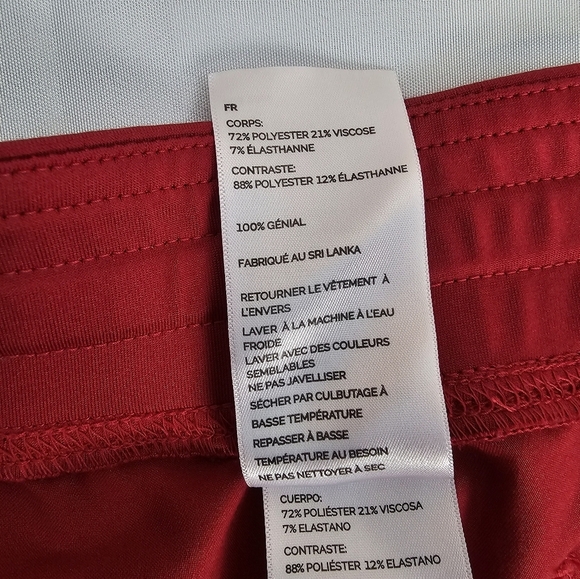 FR
CORPS:
72% POLYESTER 21% VISCOSE
7% ÉLASTHANNE
CONTRASTE:
88% POLYESTER 12% ÉLASTHANNE
100% GÉNIAL
FABRIQUÉ AU SRI LANKA
RETOURNER LE VÊTEMENT À
L'ENVERS
LAVER À LA MACHINE À L'EAU
FROIDE
LAVER AVEC DES COULEURS
SEMBLABLES
NE PAS JAVELLISER
SÉCHER PAR CULBUTAGE À
BASSE TEMPÉRATURE
REPASSER À BASSE
TEMPÉRATURE AU BESOIN
NE PAS NETTOYER À SEC
CUERPO:
72% POLIÉSTER 21% VISCOSA
7% ELASTANO
CONTRASTE:
88% POLIÉSTER 12% ELASTANO